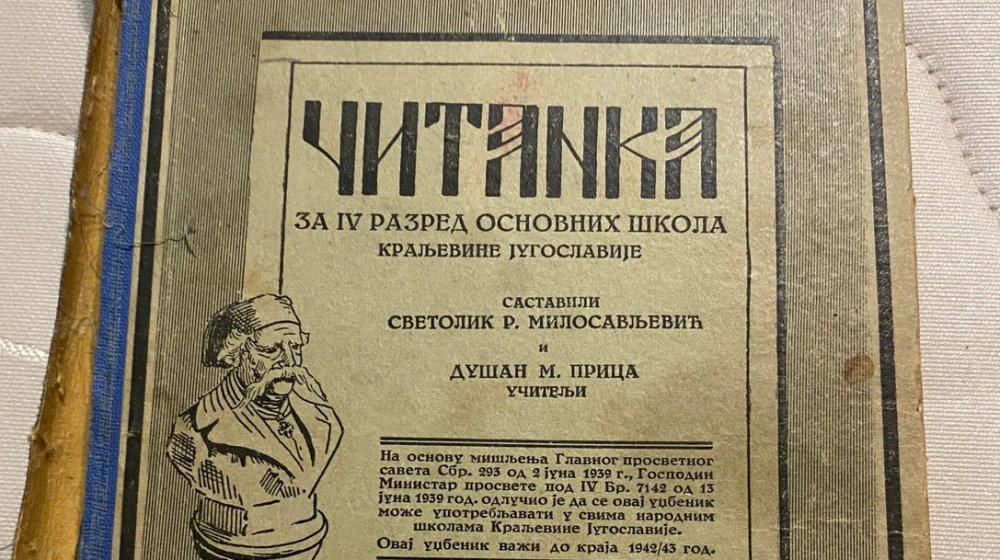 ЧИТАНКА
ЗА IV РАЗРЕД ОСНОВНИХ ШКОЛА
КРАЉЕВИНЕ ЈУГОСЛАВИЈЕ
САСТАВИЛИ
СВЕТОЛИК Р. МИЛОСАВЉЕВИЋ
И
ДУШАН М. ПРИЦА
УЧИТЕЉИ
На основу мишљења Главног просветног
савета Сбр. 293 од 2 јуна 1939 г., Господин
Министар просвете под IV Бр. 7142 од 13
јуна 1939 год. одлучио је да се овај уџбеник
може употребљавати у свима народним
школама Краљевине Југославије.
Овај уџбеник важи до краја 1942/43 год.